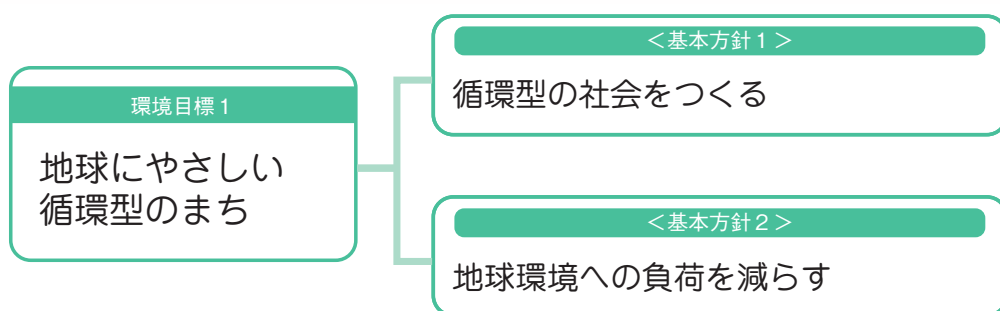 環境目標1
地球にやさしい
循環型のまち
＜基本方針1＞
循環型の社会をつくる
＜基本方針2＞
地球環境への負荷を減らす